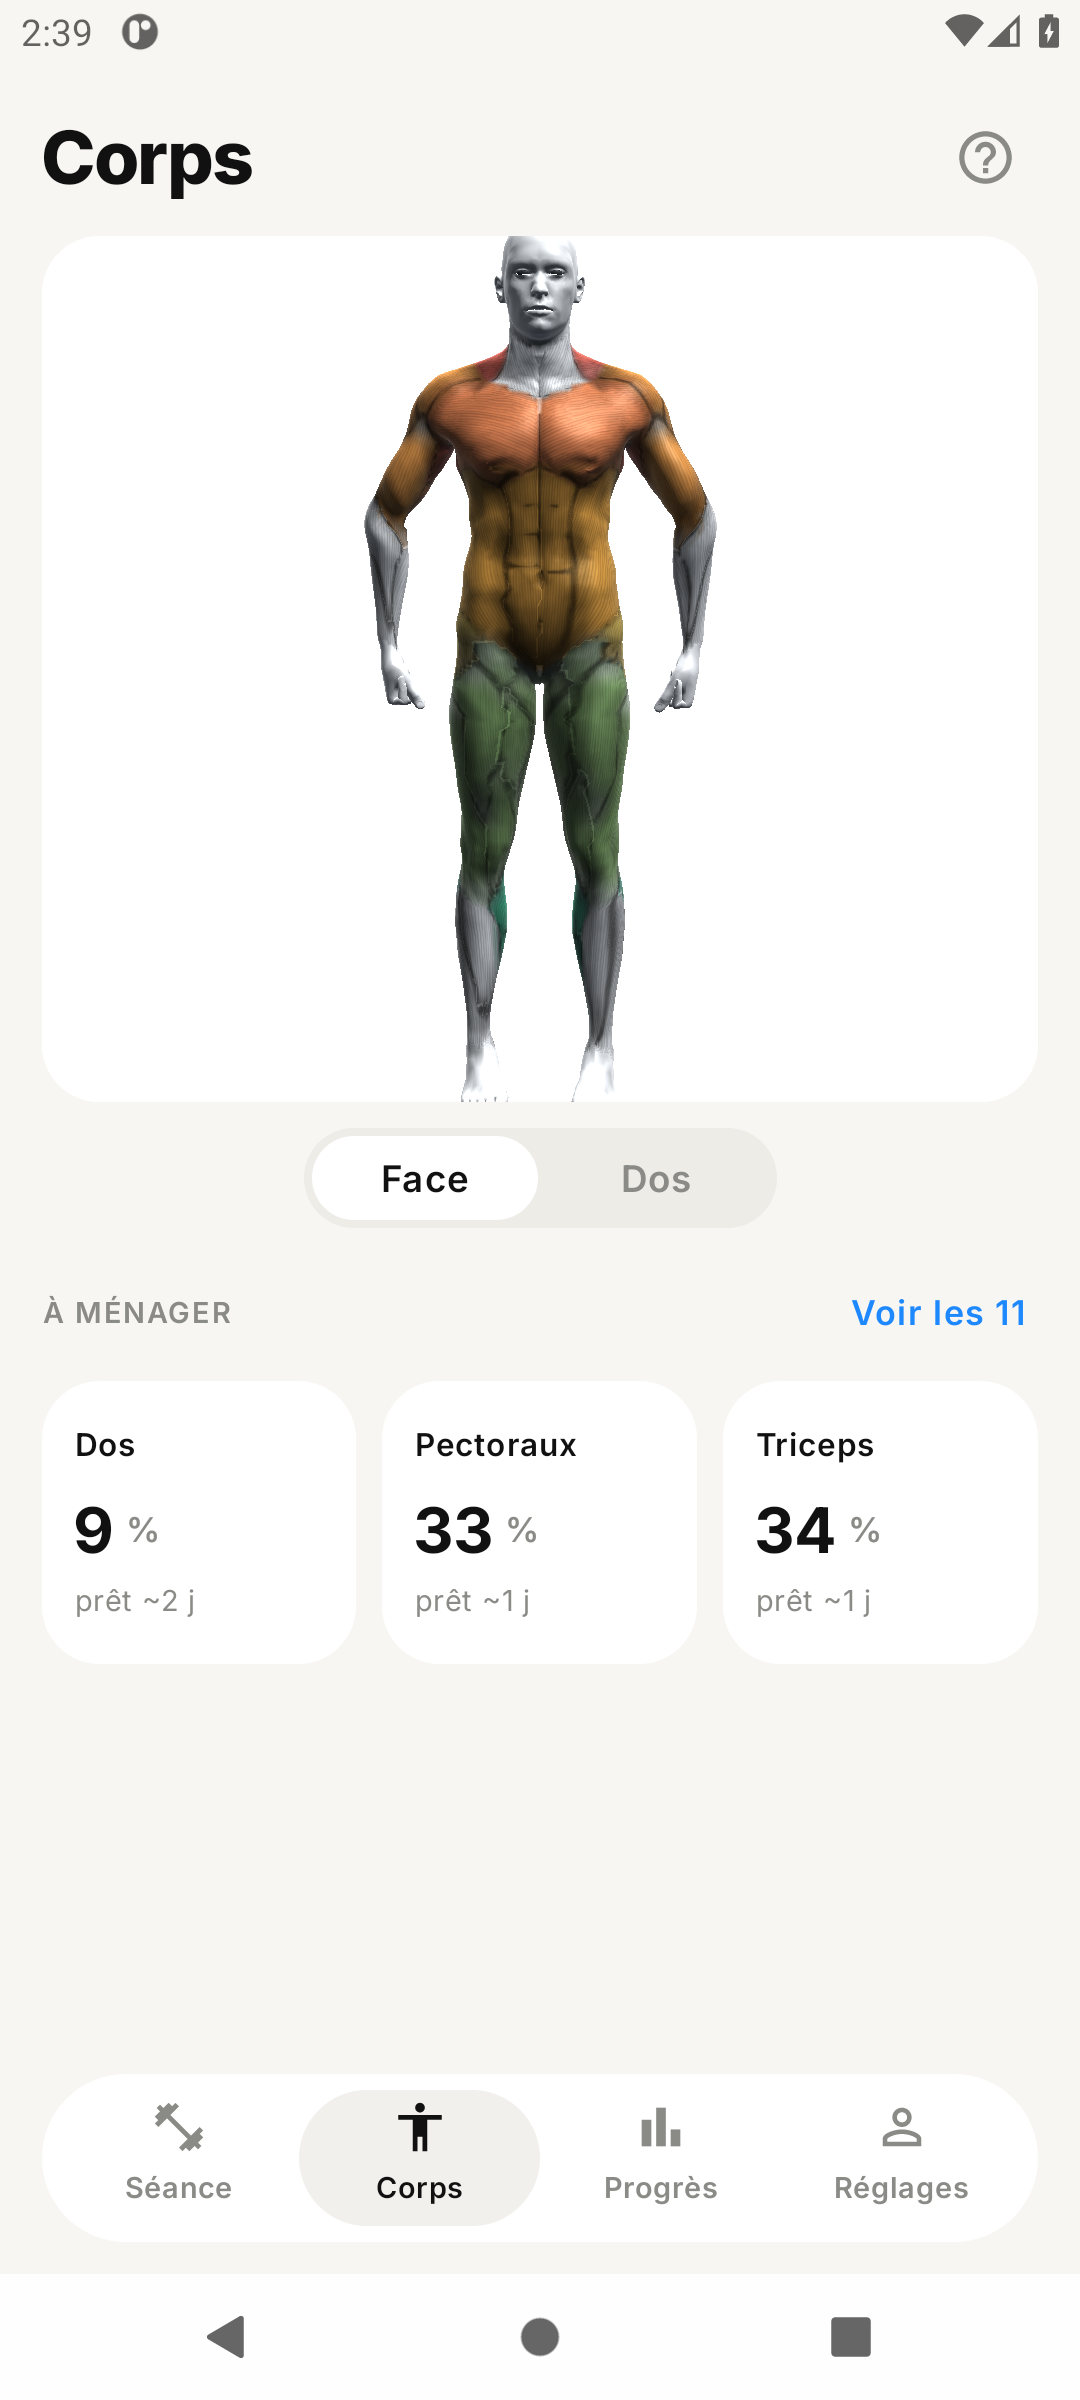 2:39
Corps
Face
Dos
À MÉNAGER
Voir les 11
Dos
9 %
prêt ~2 j
Pectoraux
33 %
prêt ~1 j
Triceps
34 %
prêt ~1 j
Séance
Corps
Progrès
Réglages